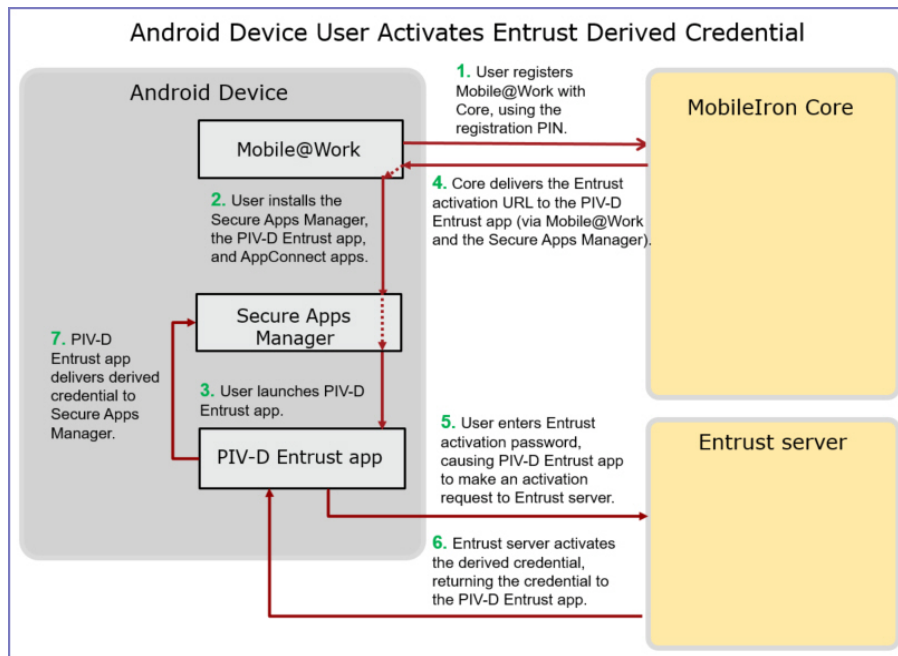 Android Device User Activates Entrust Derived Credential
Android Device
1. User registers
Mobile@Work with
Core, using the
registration PIN.
MobileIron Core
Mobile@Work
2. User installs the
Secure Apps Manager,
the PIV-D Entrust app,
and AppConnect apps.
4. Core delivers the Entrust
activation URL to the PIV-D
Entrust app (via Mobile@Work
and the Secure Apps Manager).
Secure Apps
Manager
7. PIV-D
Entrust app
delivers derived
credential to
Secure Apps
Manager.
3. User launches PIV-D
Entrust app.
PIV-D Entrust app
5. User enters Entrust
activation password,
causing PIV-D Entrust app
to make an activation
request to Entrust server.
Entrust server
6. Entrust server activates
the derived credential,
returning the credential to
the PIV-D Entrust app.